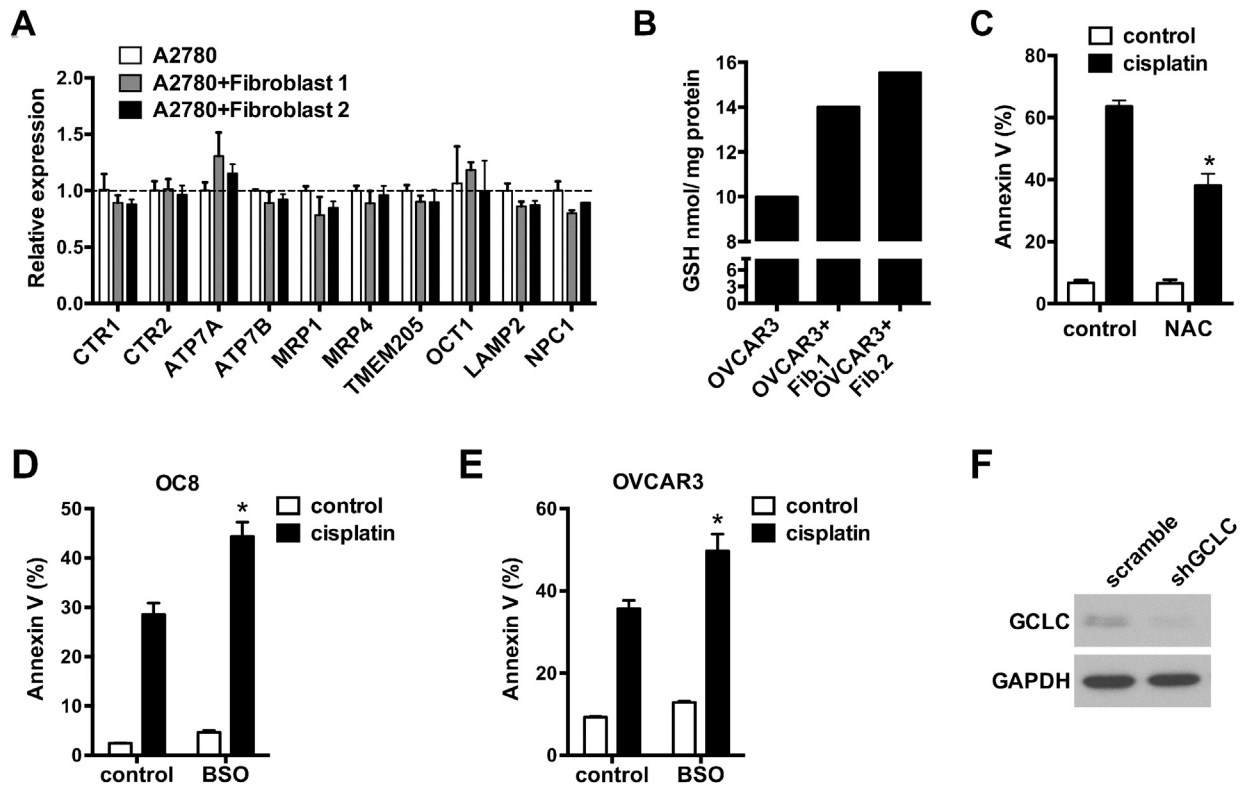 A
A2780
A2780+Fibroblast 1
A2780+Fibroblast 2
Relative expression
2.0
1.5
1.0
0.5
0.0
CTR1
CTR2
ATP7A
ATP7B
MRP1
MRP4
TMEM205
OCT1
LAMP2
NPC1
B
GSH nmol/ mg protein
16
14
12
10
8
6
3
0
OVCAR3
OVCAR3+
Fib.1
OVCAR3+
Fib.2
C
control
cisplatin
Annexin V (%)
80
60
40
20
0
*
control
NAC
D
OC8
control
cisplatin
Annexin V (%)
50
40
30
20
10
0
*
control
BSO
E
OVCAR3
control
cisplatin
Annexin V (%)
60
40
20
0
*
control
BSO
F
scramble
shGCLC
GCLC
GAPDH